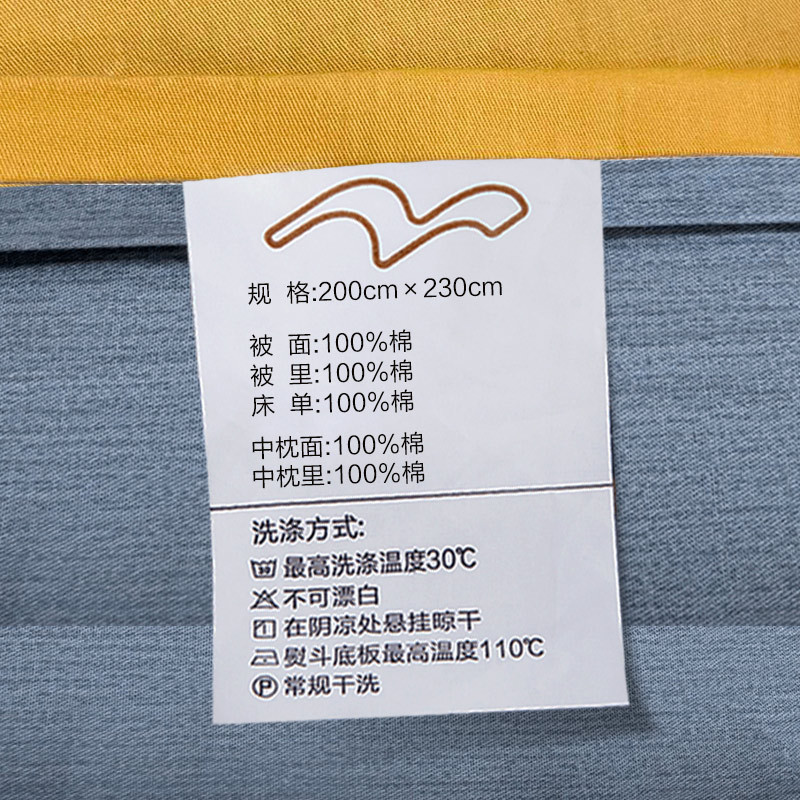 规 格:200cm×230cm
被 面:100%棉
被 里:100%棉
床 单:100%棉
中枕面:100%棉
中枕里:100%棉
洗涤方式:
30 最高洗涤温度30℃
不可漂白
在阴凉处悬挂晾干
熨斗底板最高温度110℃
Ⓟ常规干洗